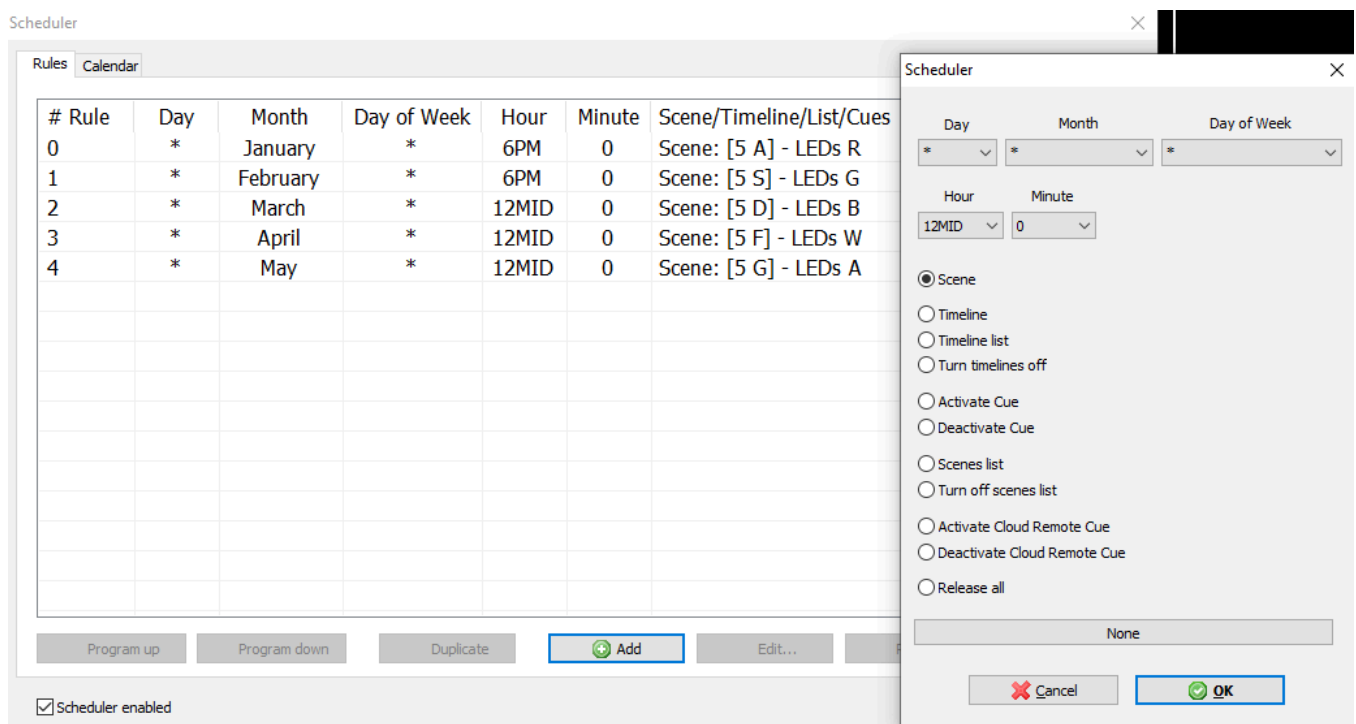 Scheduler
Rules Calendar
# Rule Day Month Day of Week Hour Minute Scene/Timeline/List/Cues
0 * January * 6PM 0 Scene: [5 A] - LEDs R
1 * February * 6PM 0 Scene: [5 S] - LEDs G
2 * March * 12MID 0 Scene: [5 D] - LEDs B
3 * April * 12MID 0 Scene: [5 F] - LEDs W
4 * May * 12MID 0 Scene: [5 G] - LEDs A
Program up Program down Duplicate Add Edit...
Scheduler enabled
Scheduler
Day Month Day of Week
* * *
Hour Minute
12MID 0
Scene
Timeline
Timeline list
Turn timelines off
Activate Cue
Deactivate Cue
Scenes list
Turn off scenes list
Activate Cloud Remote Cue
Deactivate Cloud Remote Cue
Release all
None
Cancel OK